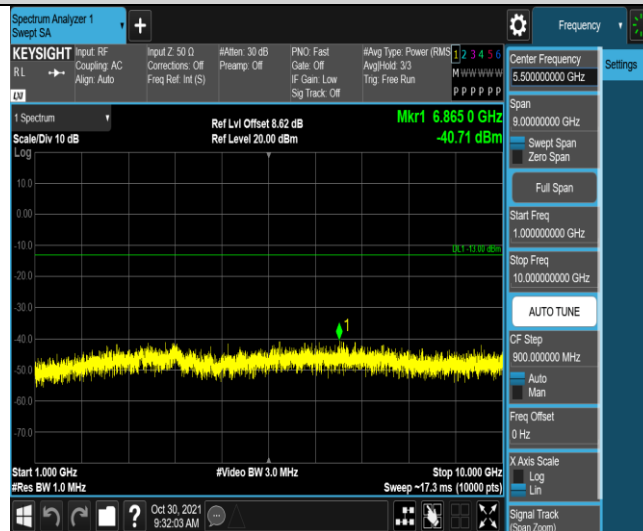 Spectrum Analyzer 1
Swept SA
+
Frequency
KEYSIGHT
RL
LXI
Input: RF
Coupling: AC
Align: Auto
Input Z: 50 Ω
Corrections: Off
Freq Ref: Int (S)
#Atten: 30 dB
Preamp: Off
PNO: Fast
Gate: Off
IF Gain: Low
Sig Track: Off
#Avg Type: Power (RMS
Avg|Hold: 3/3
Trig: Free Run
1 2 3 4 5 6
M W W W W W
P P P P P P
1 Spectrum
Scale/Div 10 dB
Log
Ref Lvl Offset 8.62 dB
Ref Level 20.00 dBm
Mkr1 6.865 0 GHz
-40.71 dBm
10.0
0.00
-10.0
DL1 -13.00 dBm
-20.0
-30.0
-40.0
1
-50.0
-60.0
-70.0
Start 1.000 GHz
#Video BW 3.0 MHz
Stop 10.000 GHz
#Res BW 1.0 MHz
Sweep ~17.3 ms (10000 pts)
?
Oct 30, 2021
9:32:03 AM
Center Frequency
5.500000000 GHz
Settings
Span
9.00000000 GHz
Swept Span
Zero Span
Full Span
Start Freq
1.000000000 GHz
Stop Freq
10.000000000 GHz
AUTO TUNE
CF Step
900.000000 MHz
Auto
Man
Freq Offset
0 Hz
X Axis Scale
Log
Lin
Signal Track
(Span Zoom)